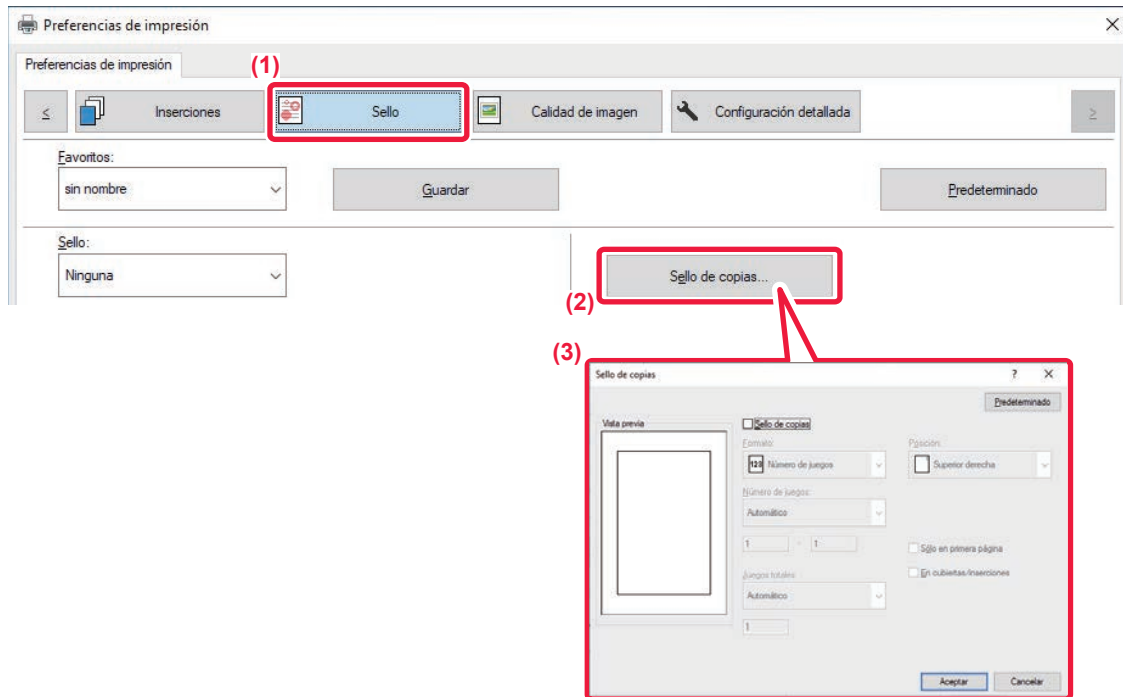 Preferencias de impresión
Preferencias de impresión
(1)
< Inserciones Sello Calidad de imagen Configuración detallada >
Favoritos:
sin nombre Guardar Predeterminado
Sello:
Ninguna Sello de copias...
(2)
(3)
Sello de copias ? X
Predeterminado
Vista previa Sello de copias
Formato: Posición:
123 Número de juegos Superior derecha
Número de juegos:
Automático
1 - 1
Sólo en primera página
Juegos totales: En cubiertas/inserciones
Automático
1
Aceptar Cancelar